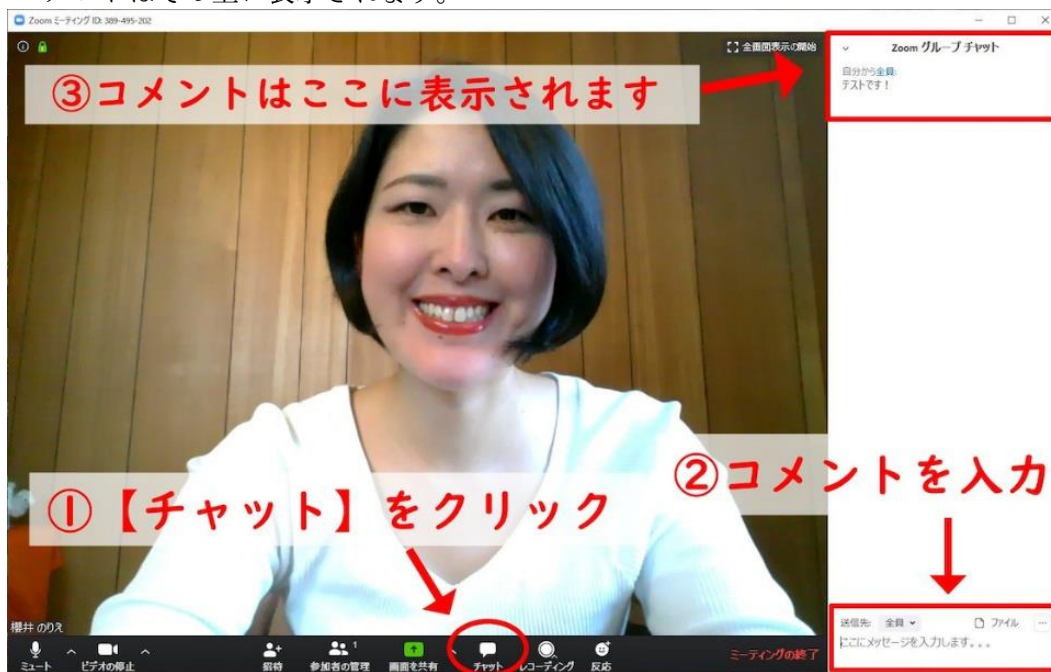 Zoom ミーティング ID: 389-495-202
全画面表示の開始
Zoom グループ チャット
自分から全員:
テストです！
③コメントはここに表示されます
②コメントを入力
①【チャット】をクリック
櫻井 のりえ
送信先: 全員
ファイル
ここにメッセージを入力します。。。
ミュート
ビデオの停止
招待
1
参加者の管理
画面を共有
チャット
レコーディング
反応
ミーティングの終了